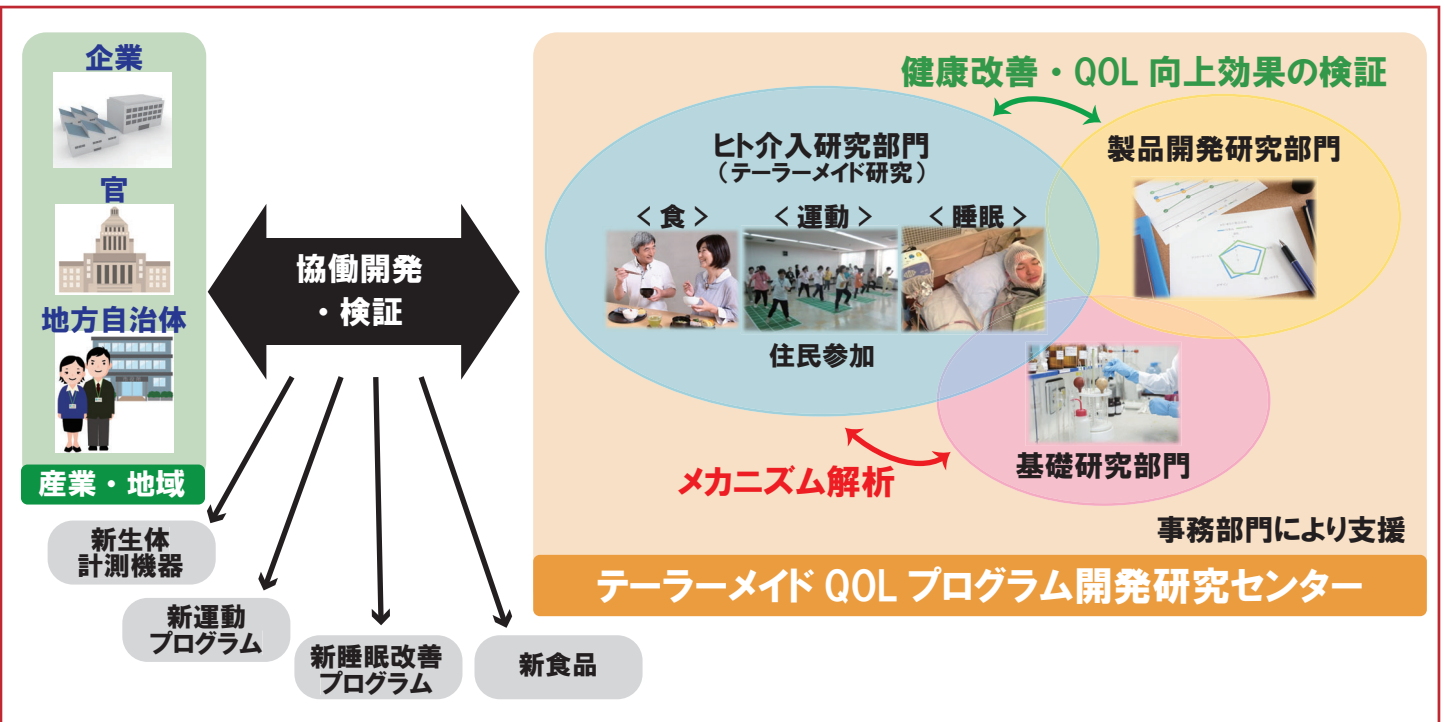 企業
官
地方自治体
産業・地域
協働開発
・検証
新生体
計測機器
新運動
プログラム
新睡眠改善
プログラム
新食品
健康改善・QOL 向上効果の検証
ヒト介入研究部門
（テーラーメイド研究）
＜食＞ ＜運動＞ ＜睡眠＞
住民参加
製品開発研究部門
基礎研究部門
メカニズム解析
事務部門により支援
テーラーメイド QOL プログラム開発研究センター